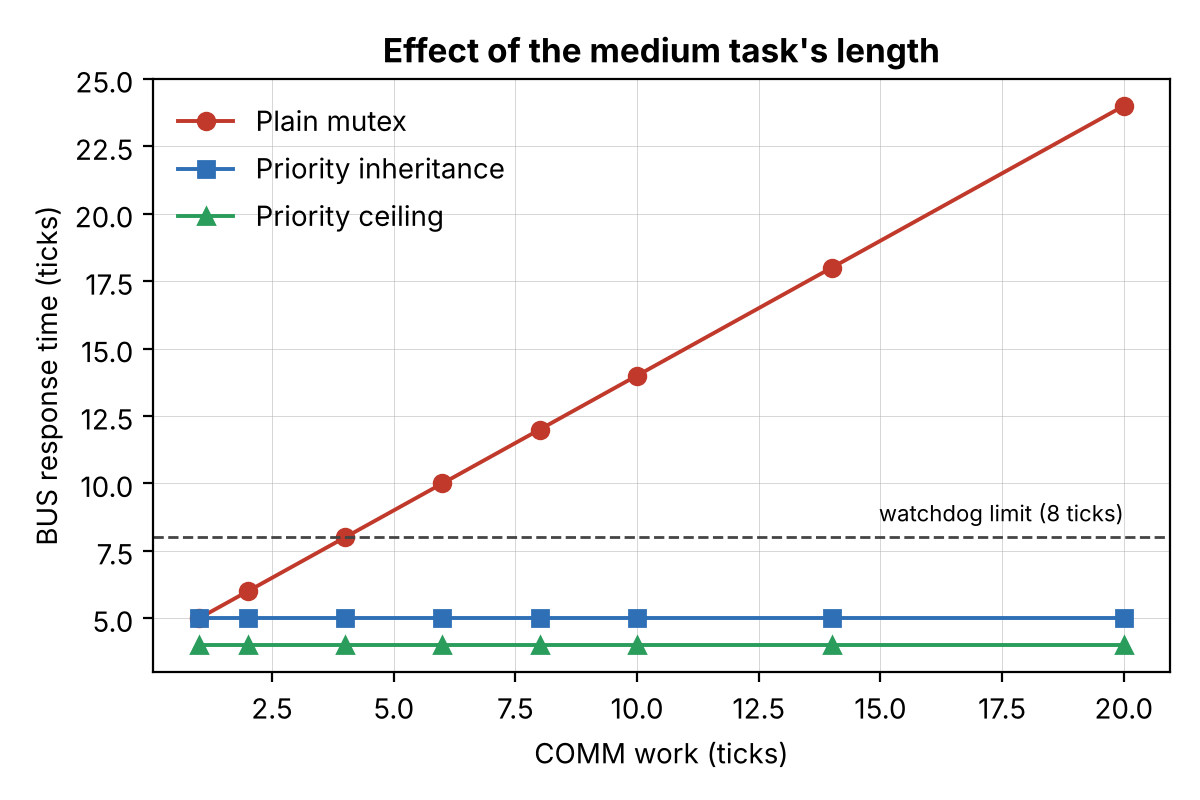 Effect of the medium task's length
25.0
22.5
20.0
17.5
15.0
12.5
10.0
7.5
5.0
BUS response time (ticks)
Plain mutex
Priority inheritance
Priority ceiling
watchdog limit (8 ticks)
2.5 5.0 7.5 10.0 12.5 15.0 17.5 20.0
COMM work (ticks)